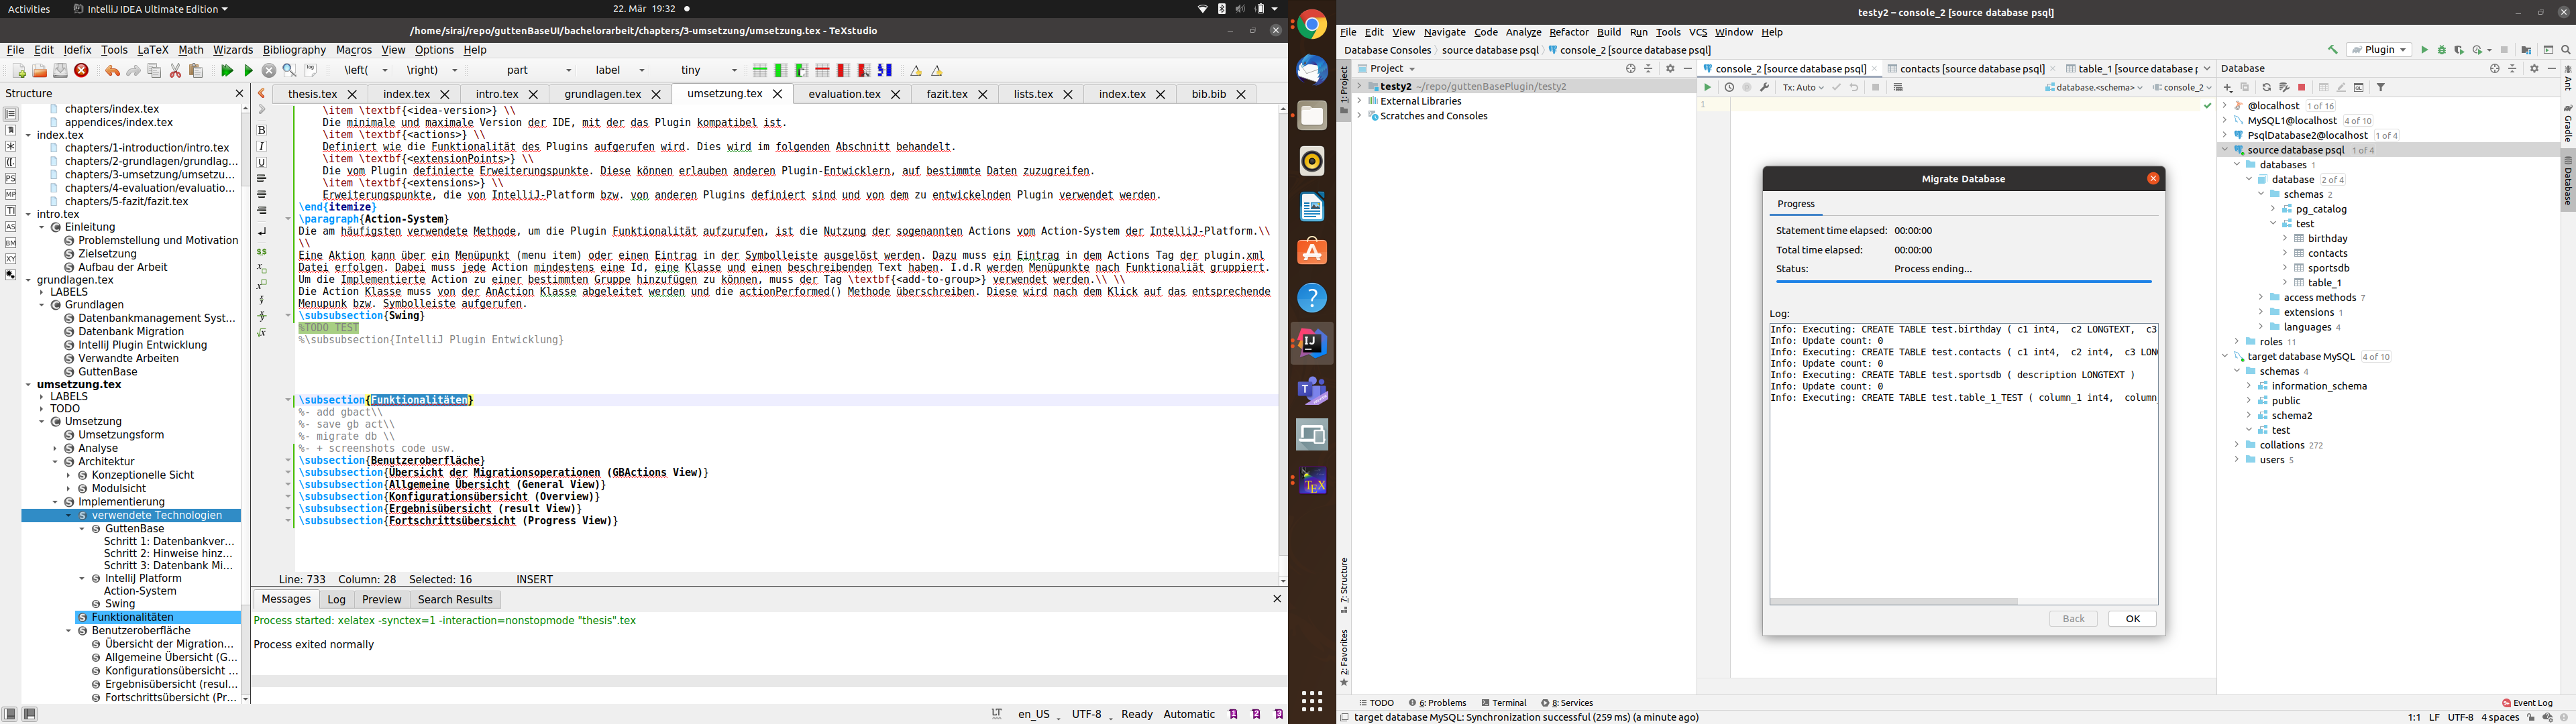 Activities
IntelliJ IDEA Ultimate Edition
22. Mär 19:32
/home/siraj/repo/guttenBaseUI/bachelorarbeit/chapters/3-umsetzung/umsetzung.tex - TeXstudio
File Edit View Idefix Tools LaTeX Math Wizards Bibliography Macros View Options Help
\left( \right) part label tiny
Structure
chapters/index.tex
appendices/index.tex
index.tex
chapters/1-introduction/intro.tex
chapters/2-grundlagen/grundlag...
chapters/3-umsetzung/umsetzu...
chapters/4-evaluation/evaluatio...
chapters/5-fazit/fazit.tex
intro.tex
Einleitung
Problemstellung und Motivation
Zielsetzung
Aufbau der Arbeit
grundlagen.tex
LABELS
Grundlagen
Datenbankmanagement Syst...
Datenbank Migration
IntelliJ Plugin Entwicklung
Verwandte Arbeiten
GuttenBase
umsetzung.tex
LABELS
TODO
Umsetzung
Umsetzungsform
Analyse
Architektur
Konzeptionelle Sicht
Modulsicht
Implementierung
verwendete Technologien
GuttenBase
Schritt 1: Datenbankver...
Schritt 2: Hinweise hinz...
Schritt 3: Datenbank Mi...
IntelliJ Platform
Action-System
Swing
Funktionalitäten
Benutzeroberfläche
Übersicht der Migration...
Allgemeine Übersicht (G...
Konfigurationsübersicht ...
Ergebnisübersicht (resul...
Fortschrittsübersicht (Pr...
thesis.tex index.tex intro.tex grundlagen.tex umsetzung.tex evaluation.tex fazit.tex lists.tex index.tex bib.bib
\item \textbf{<idea-version>} \\
Die minimale und maximale Version der IDE, mit der das Plugin kompatibel ist.
\item \textbf{<actions>} \\
Definiert wie die Funktionalität des Plugins aufgerufen wird. Dies wird im folgenden Abschnitt behandelt.
\item \textbf{<extensionPoints>} \\
Die vom Plugin definierte Erweiterungspunkte. Diese können erlauben anderen Plugin-Entwicklern, auf bestimmte Daten zuzugreifen.
\item \textbf{<extensions>} \\
Erweiterungspunkte, die von IntelliJ-Platform bzw. von anderen Plugins definiert sind und von dem zu entwickelnden Plugin verwendet werden.
\end{itemize}
\paragraph{Action-System}
Die am häufigsten verwendete Methode, um die Plugin Funktionalität aufzurufen, ist die Nutzung der sogenannten Actions vom Action-System der IntelliJ-Platform.\\
\\
Eine Aktion kann über ein Menüpunkt (menu item) oder einen Eintrag in der Symbolleiste ausgelöst werden. Dazu muss ein Eintrag in dem Actions Tag der plugin.xml
Datei erfolgen. Dabei muss jede Action mindestens eine Id, eine Klasse und einen beschreibenden Text haben. I.d.R werden Menüpunkte nach Funktionaliät gruppiert.
Um die Implementierte Action zu einer bestimmten Gruppe hinzufügen zu können, muss der Tag \textbf{<add-to-group>} verwendet werden.\\ \\
Die Action Klasse muss von der AnAction Klasse abgeleitet werden und die actionPerformed() Methode überschreiben. Diese wird nach dem Klick auf das entsprechende
Menupunk bzw. Symbolleiste aufgerufen.
\subsubsection{Swing}
%TODO TEST
%\subsubsection{IntelliJ Plugin Entwicklung}
\subsection{Funktionalitäten}
%- add gbact\\
%- save gb act\\
%- migrate db \\
%- + screenshots code usw.
\subsection{Benutzeroberfläche}
\subsubsection{Übersicht der Migrationsoperationen (GBActions View)}
\subsubsection{Allgemeine Übersicht (General View)}
\subsubsection{Konfigurationsübersicht (Overview)}
\subsubsection{Ergebnisübersicht (result View)}
\subsubsection{Fortschrittsübersicht (Progress View)}
Line: 733 Column: 28 Selected: 16 INSERT
Messages Log Preview Search Results
Process started: xelatex -synctex=1 -interaction=nonstopmode "thesis".tex
Process exited normally
en_US UTF-8 Ready Automatic
testy2 – console_2 [source database psql]
File Edit View Navigate Code Analyze Refactor Build Run Tools VCS Window Help
Database Consoles source database psql console_2 [source database psql]
Plugin
1: Project
7: Structure
2: Favorites
Project
testy2 ~/repo/guttenBasePlugin/testy2
External Libraries
Scratches and Consoles
console_2 [source database psql] contacts [source database psql] table_1 [source database p
Tx: Auto
database.<schema> console_2
1
Migrate Database
Progress
Statement time elapsed: 00:00:00
Total time elapsed: 00:00:00
Status: Process ending...
Log:
Info: Executing: CREATE TABLE test.birthday ( c1 int4, c2 LONGTEXT, c3
Info: Update count: 0
Info: Executing: CREATE TABLE test.contacts ( c1 int4, c2 int4, c3 LON
Info: Update count: 0
Info: Executing: CREATE TABLE test.sportsdb ( description LONGTEXT )
Info: Update count: 0
Info: Executing: CREATE TABLE test.table_1_TEST ( column_1 int4, column_
Back OK
Database
@localhost 1 of 16
MySQL1@localhost 4 of 10
PsqlDatabase2@localhost 1 of 4
source database psql 1 of 4
databases 1
database 2 of 4
schemas 2
pg_catalog
test
birthday
contacts
sportsdb
table_1
access methods 7
extensions 1
languages 4
roles 11
target database MySQL 4 of 10
schemas 4
information_schema
public
schema2
test
collations 272
users 5
Ant
Gradle
Database
TODO 6: Problems Terminal 8: Services
Event Log
target database MySQL: Synchronization successful (259 ms) (a minute ago)
1:1 LF UTF-8 4 spaces